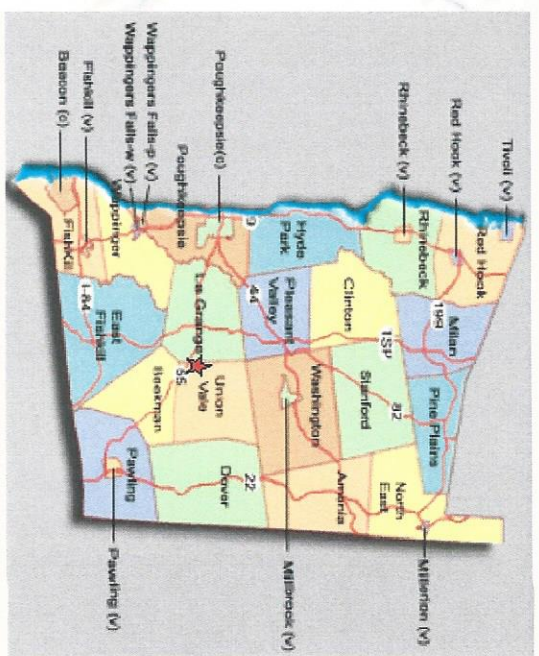 Tivoli (v)
Red Hook (v)
Rhinebeck (v)
Poughkeepsie(c)
Wappingers Falls-p (v)
Wappingers Falls-w (v)
Fishkill (v)
Beacon (c)
Poughkeepsie
Red Hook
Rhinebeck
Hyde
Park
9
Wappinger
Fishkill
Milan
199
Clinton
TSP
Pleasant
Valley
44
La Grange
East
Fishkill
I-84
Pine Plains
82
Stanford
Washington
Union
Vale
55
Beekman
North
East
Amenia
22
Dover
Pawling
Millerton (v)
Millbrook (v)
Pawling (v)